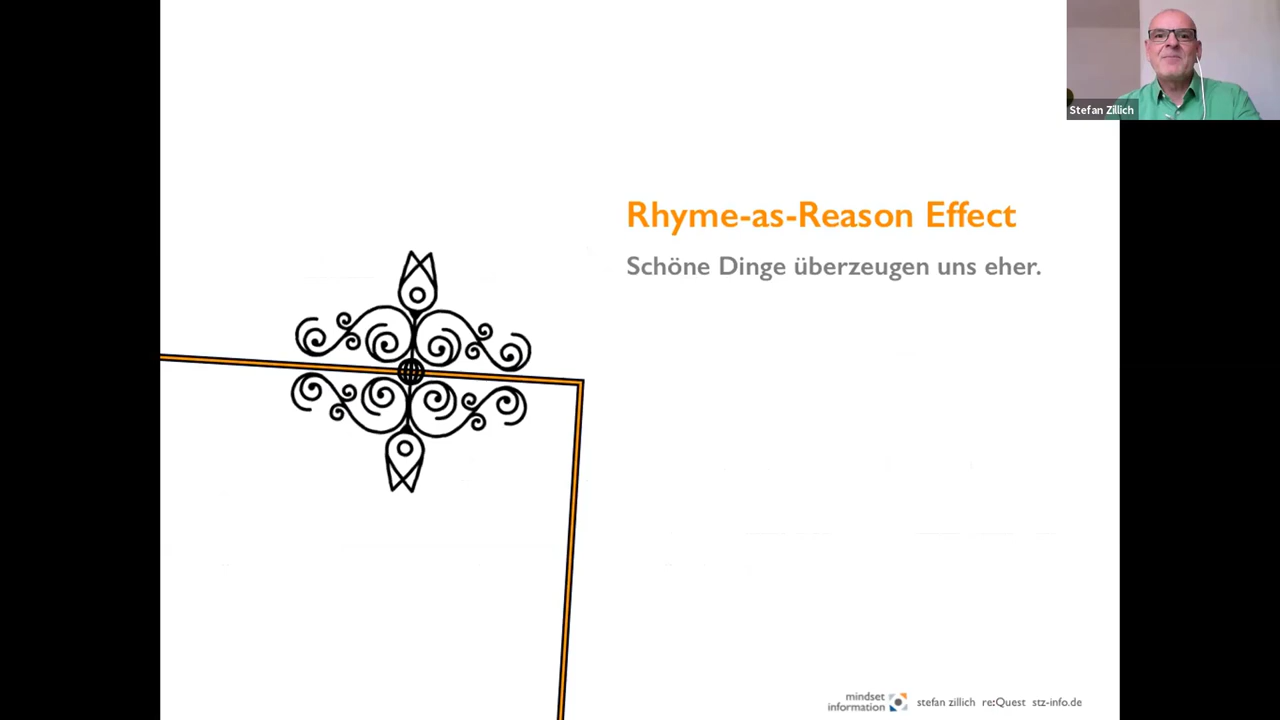 Stefan Zillich
Rhyme-as-Reason Effect
Schöne Dinge überzeugen uns eher.
mindset
information
stefan zillich re:Quest stz-info.de